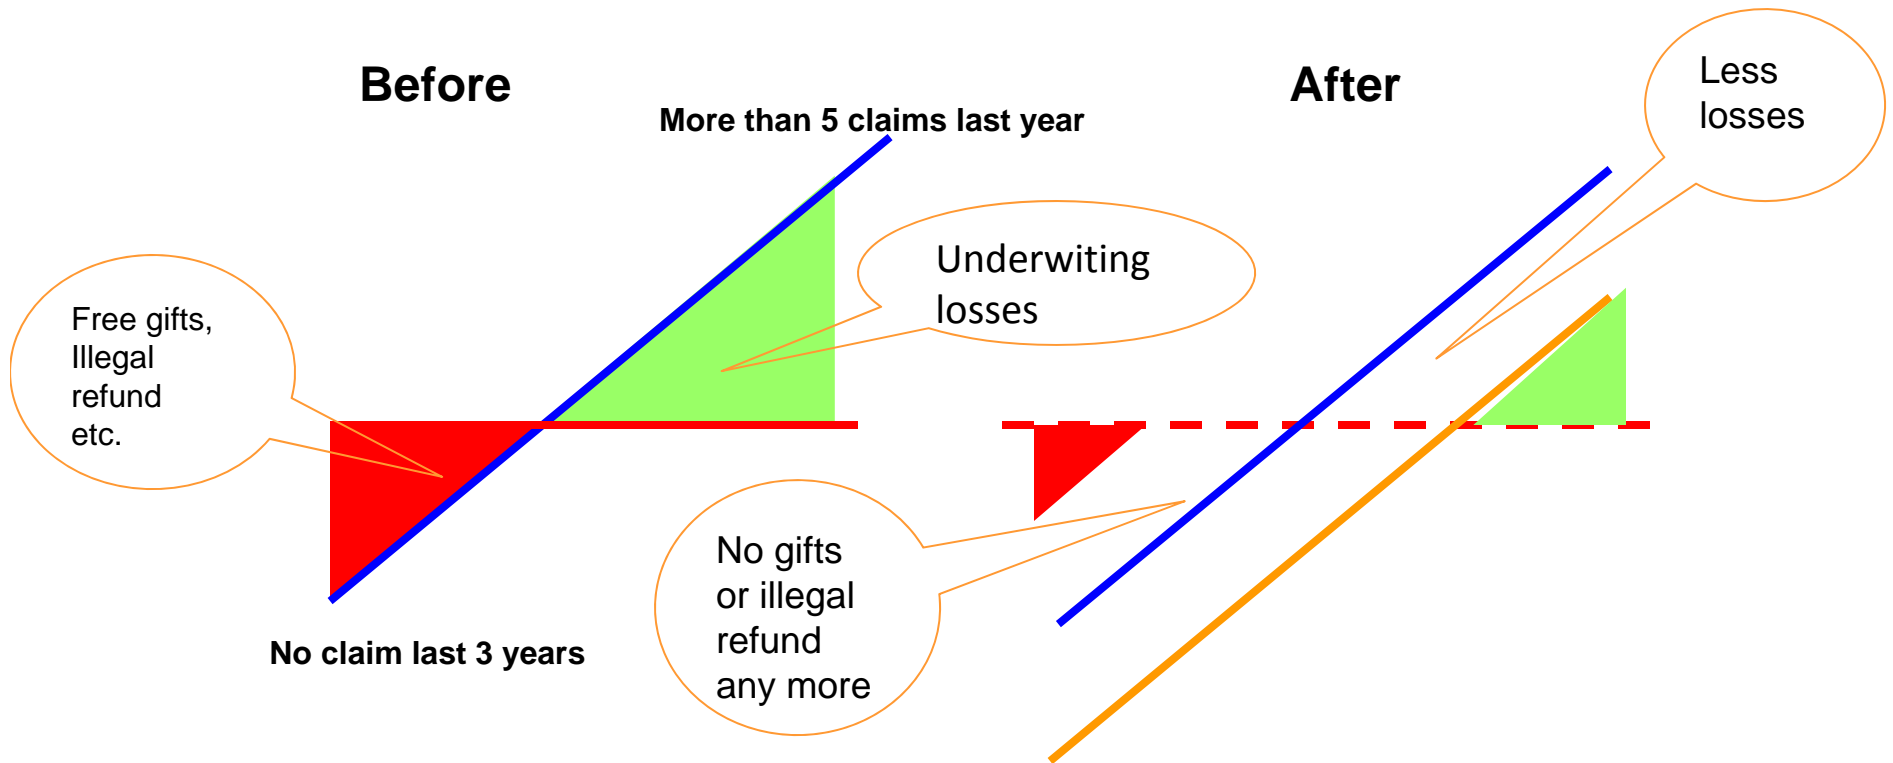 Before
More than 5 claims last year
Free gifts,
Illegal
refund
etc.
Underwiting
losses
No claim last 3 years
After
Less
losses
No gifts
or illegal
refund
any more